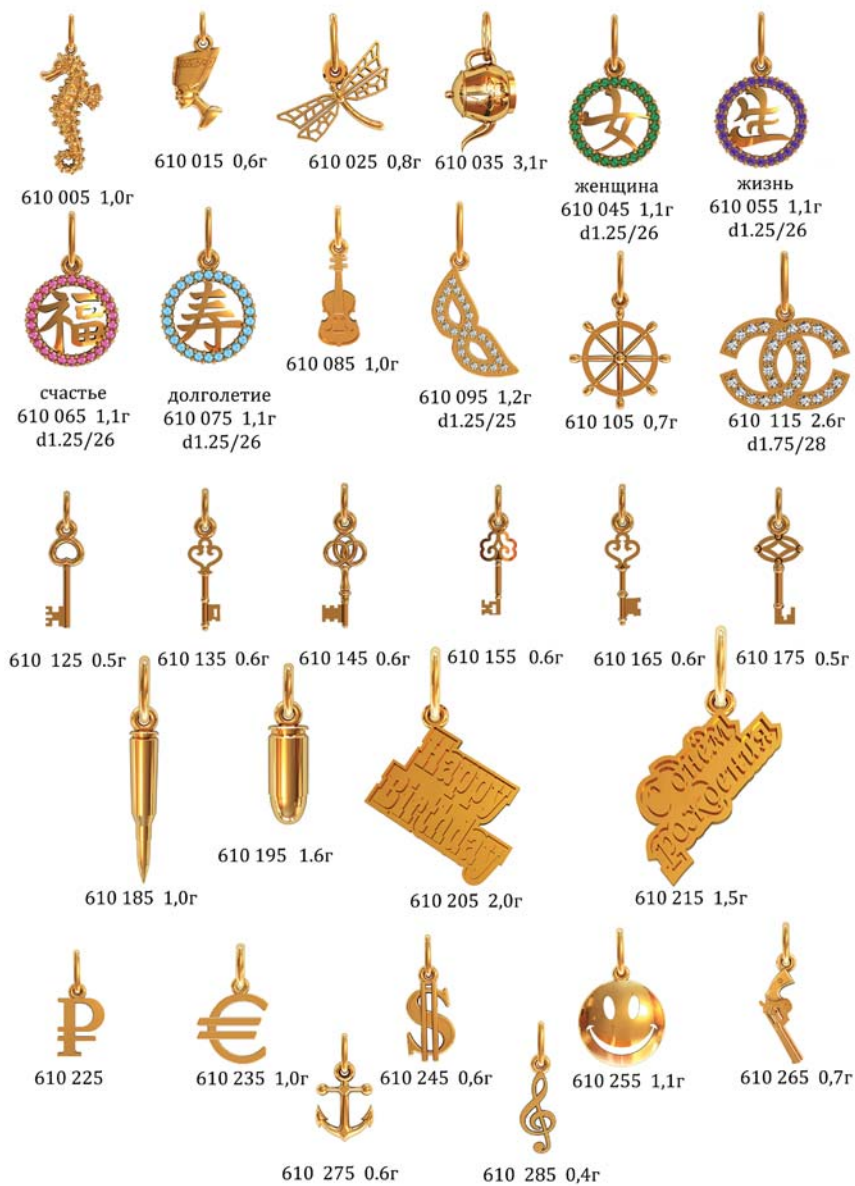 女
生
610 005 1,0г
610 015 0,6г
610 025 0,8г
610 035 3,1г
женщина
610 045 1,1г
d1.25/26
жизнь
610 055 1,1г
d1.25/26
福
寿
счастье
610 065 1,1г
d1.25/26
долголетие
610 075 1,1г
d1.25/26
610 085 1,0г
610 095 1,2г
d1.25/25
610 105 0,7г
610 115 2.6г
d1.75/28
610 125 0.5г
610 135 0.6г
610 145 0.6г
610 155 0.6г
610 165 0.6г
610 175 0.5г
610 185 1,0г
610 195 1.6г
Happy
Birthday
610 205 2,0г
С днём
рождения
610 215 1,5г
₽
610 225
€
610 235 1,0г
$
610 245 0,6г
610 255 1,1г
610 265 0,7г
610 275 0.6г
610 285 0,4г